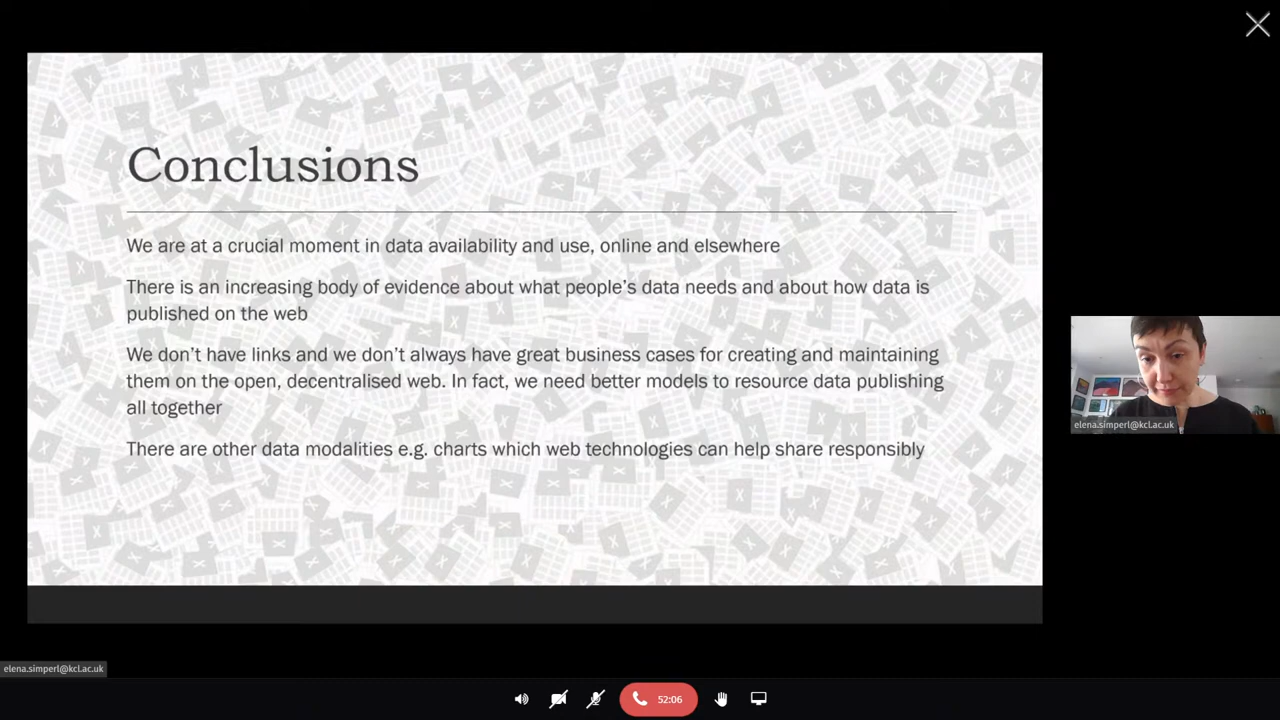 Conclusions
We are at a crucial moment in data availability and use, online and elsewhere
There is an increasing body of evidence about what people's data needs and about how data is
published on the web
We don't have links and we don't always have great business cases for creating and maintaining
them on the open, decentralised web. In fact, we need better models to resource data publishing
all together
There are other data modalities e.g. charts which web technologies can help share responsibly
elena.simperl@kcl.ac.uk
elena.simperl@kcl.ac.uk
52:06